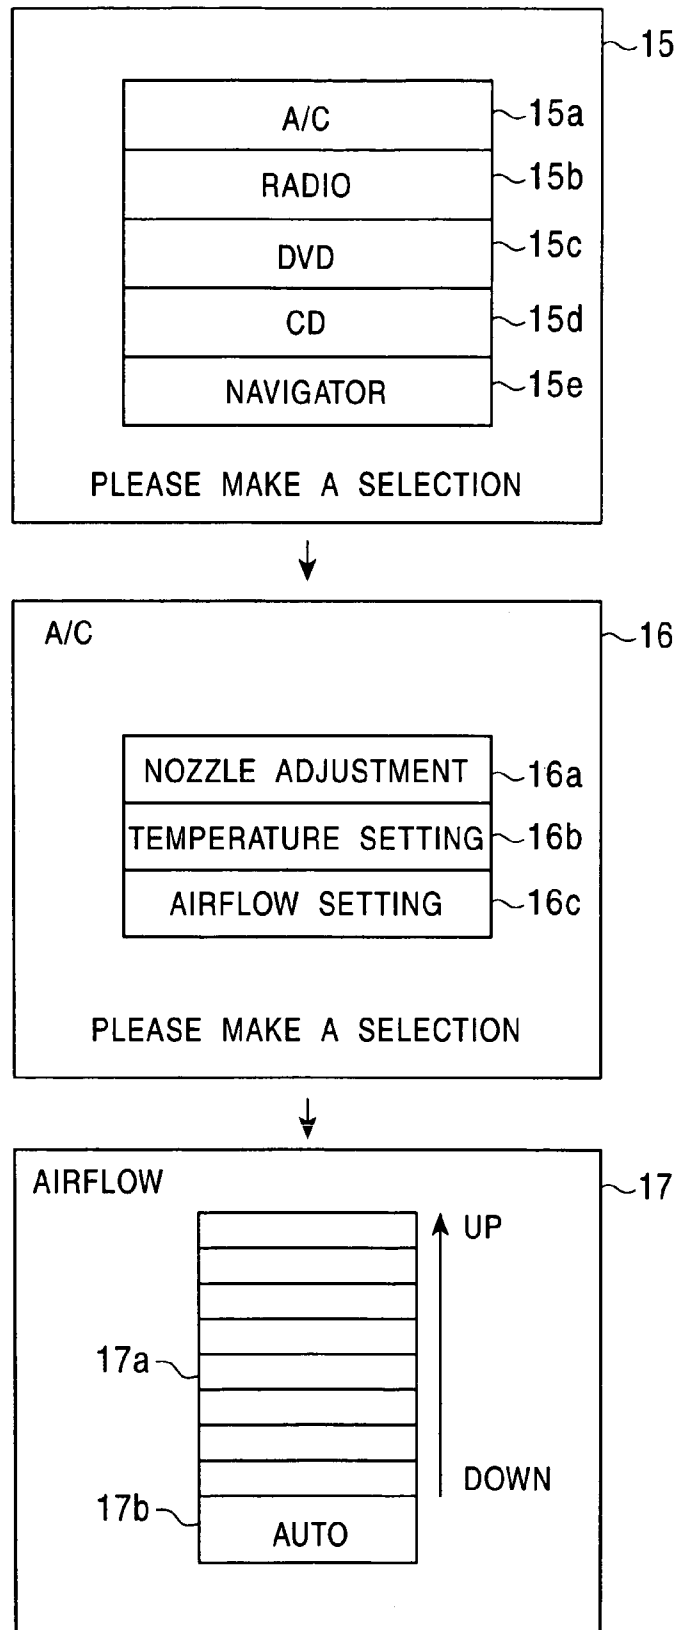 15
A/C 15a
RADIO 15b
DVD 15c
CD 15d
NAVIGATOR 15e
PLEASE MAKE A SELECTION
A/C 16
NOZZLE ADJUSTMENT 16a
TEMPERATURE SETTING 16b
AIRFLOW SETTING 16c
PLEASE MAKE A SELECTION
AIRFLOW 17
UP
17a
DOWN
17b
AUTO